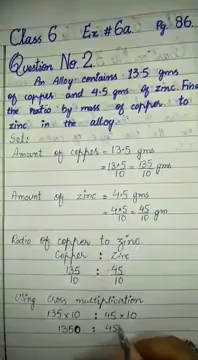 Class 6 Ex #6a. Pg. 86.
Question No. 2.
An Alloy contains 13.5 gms
of copper and 4.5 gms of zinc. Find
the ratio by mass of copper to
zinc in the alloy.
Sol:
Amount of copper = 13.5 gms
= 13.5/10 = 135/10 gms
Amount of zinc = 4.5 gms
= 4.5/10 = 45/10 gm
Ratio of copper to zinc.
Copper : Zinc
135/10 : 45/10
Using Cross multiplication
135 x 10 : 45 x 10
1350 : 45